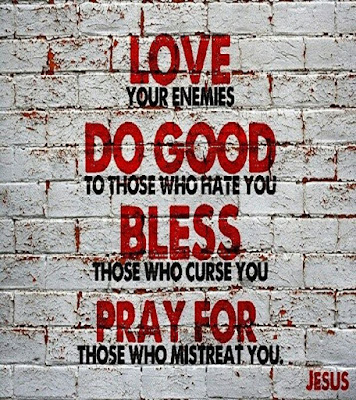 LOVE
YOUR ENEMIES
DO GOOD
TO THOSE WHO HATE YOU
BLESS
THOSE WHO CURSE YOU
PRAY FOR
THOSE WHO MISTREAT YOU.
JESUS